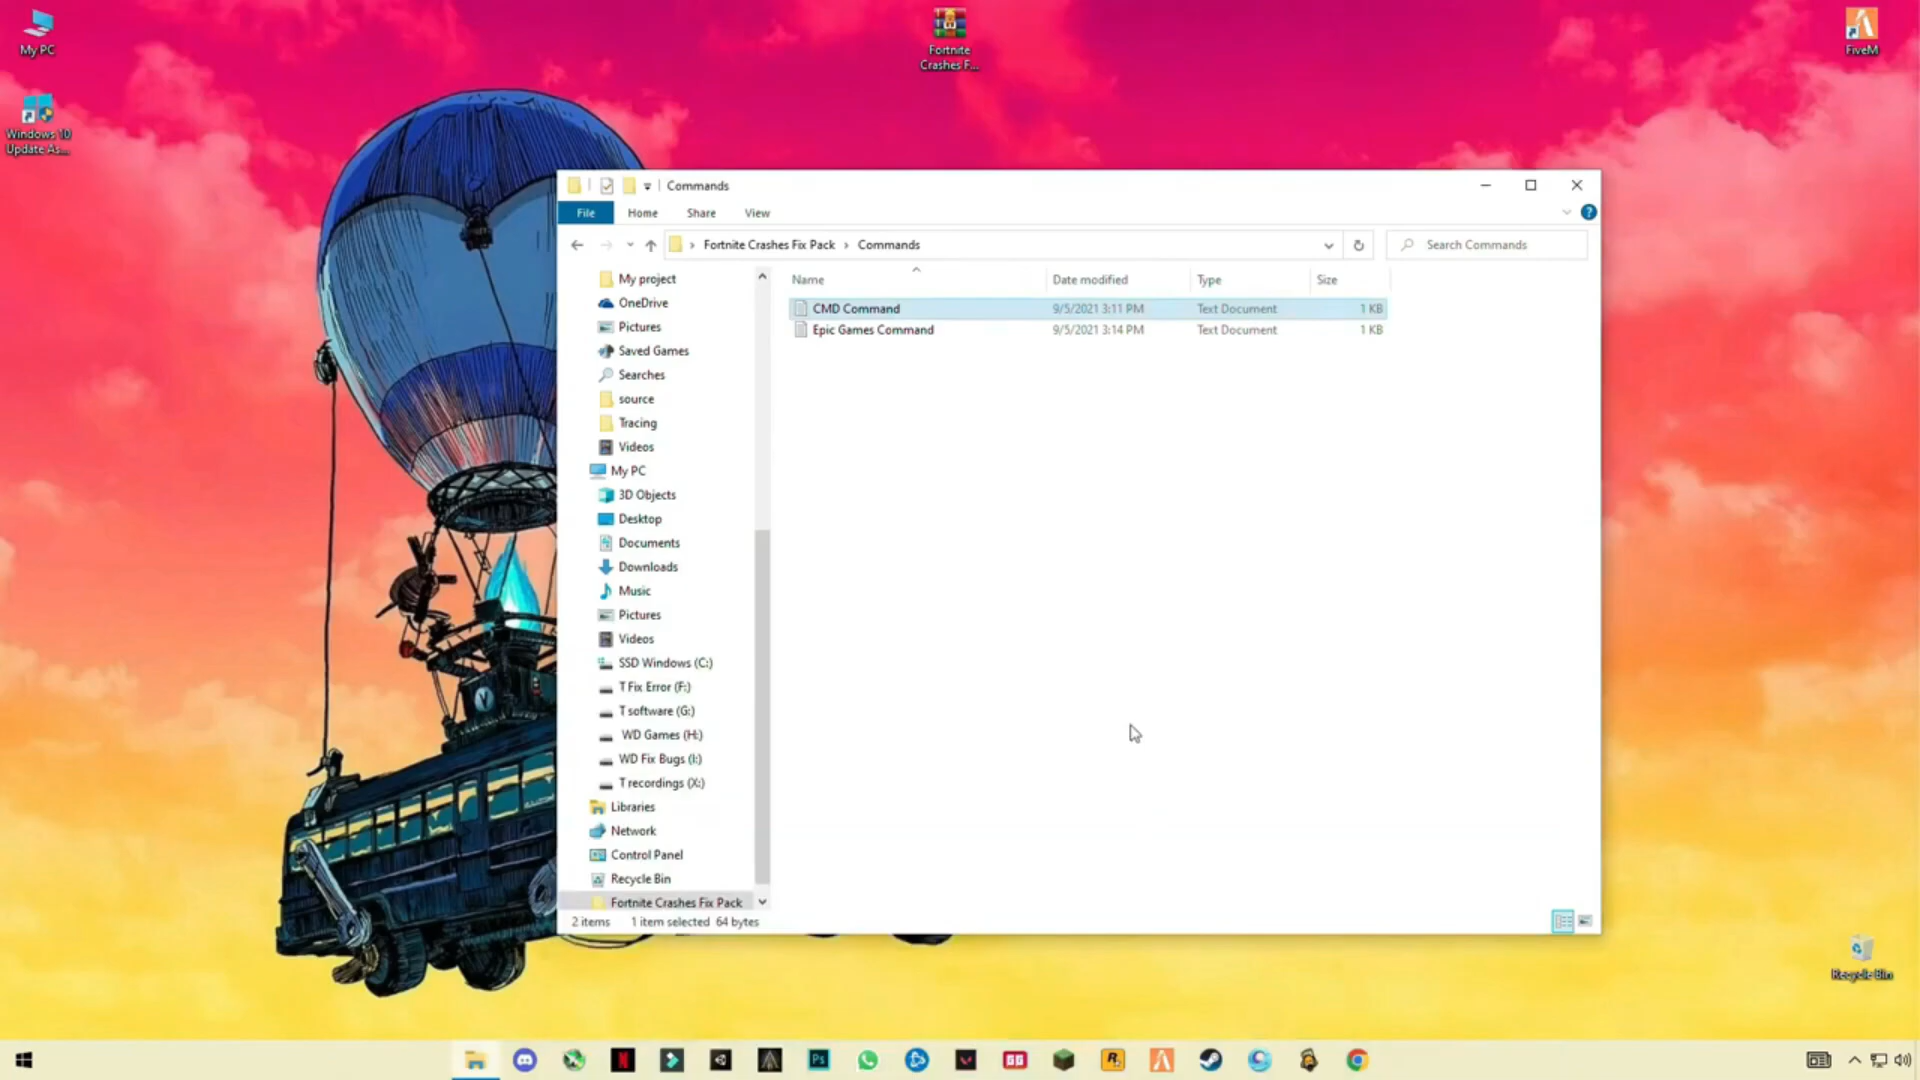 My PC
Windows 10
Update As...
Fortnite
Crashes F...
FiveM
Commands
File Home Share View
Fortnite Crashes Fix Pack Commands
Search Commands
Name Date modified Type Size
CMD Command 9/5/2021 3:11 PM Text Document 1 KB
Epic Games Command 9/5/2021 3:14 PM Text Document 1 KB
My project
OneDrive
Pictures
Saved Games
Searches
source
Tracing
Videos
My PC
3D Objects
Desktop
Documents
Downloads
Music
Pictures
Videos
SSD Windows (C:)
T Fix Error (F:)
T software (G:)
WD Games (H:)
WD Fix Bugs (I:)
T recordings (X:)
Libraries
Network
Control Panel
Recycle Bin
Fortnite Crashes Fix Pack
2 items 1 item selected 64 bytes
Recycle Bin
Ps
GG